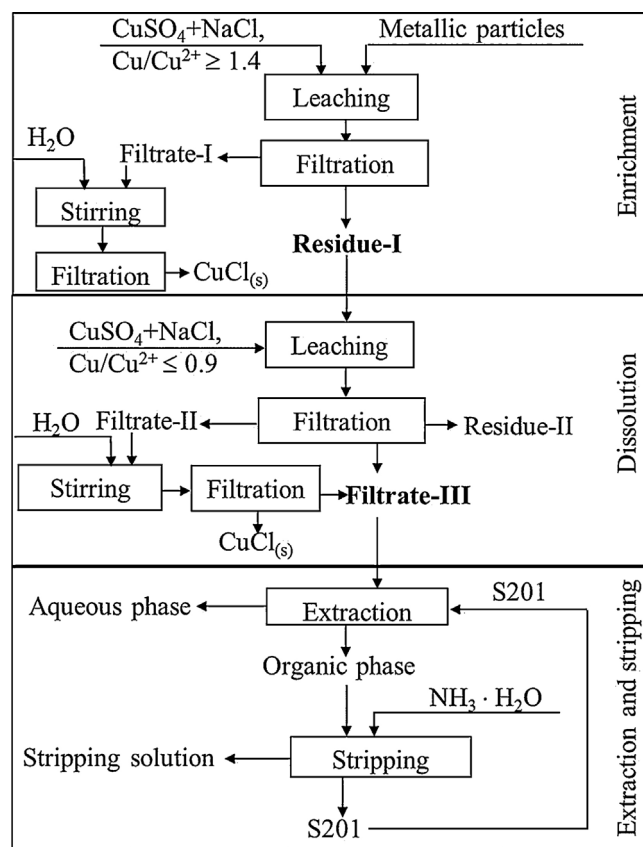 CuSO₄+NaCl,
Cu/Cu²⁺ ≥ 1.4
Metallic particles
Leaching
H₂O
Filtrate-I
Filtration
Stirring
Residue-I
Filtration
CuCl₍ₛ₎
Enrichment
CuSO₄+NaCl,
Cu/Cu²⁺ ≤ 0.9
Leaching
H₂O
Filtrate-II
Filtration
Residue-II
Stirring
Filtration
Filtrate-III
CuCl₍ₛ₎
Dissolution
S201
Aqueous phase
Extraction
Organic phase
NH₃ · H₂O
Stripping solution
Stripping
S201
Extraction and stripping